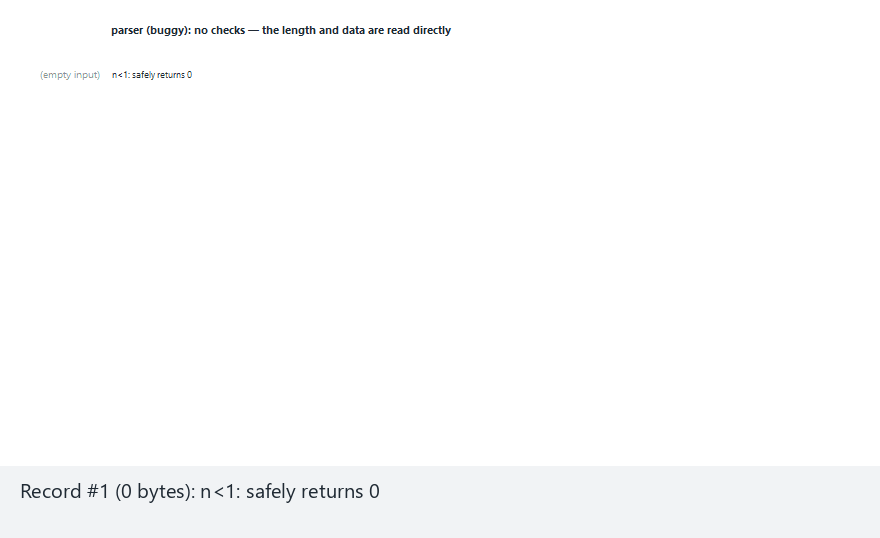 parser (buggy): no checks — the length and data are read directly
(empty input) n<1: safely returns 0
Record #1 (0 bytes): n<1: safely returns 0